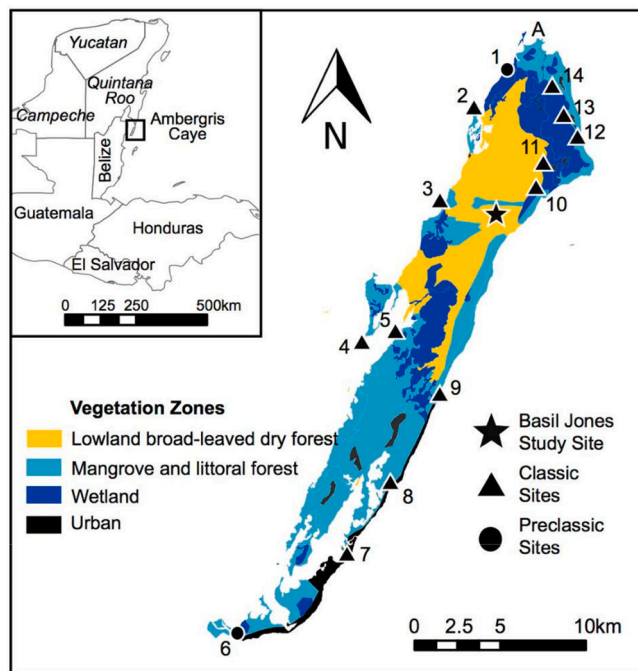 Yucatan
Quintana
Roo
Campeche
Ambergris
Caye
Belize
Guatemala
Honduras
El Salvador
0 125 250 500km
N
A
1
14
2
13
12
11
3
10
5
4
9
8
7
6
Vegetation Zones
Lowland broad-leaved dry forest
Mangrove and littoral forest
Wetland
Urban
Basil Jones
Study Site
Classic
Sites
Preclassic
Sites
0 2.5 5 10km